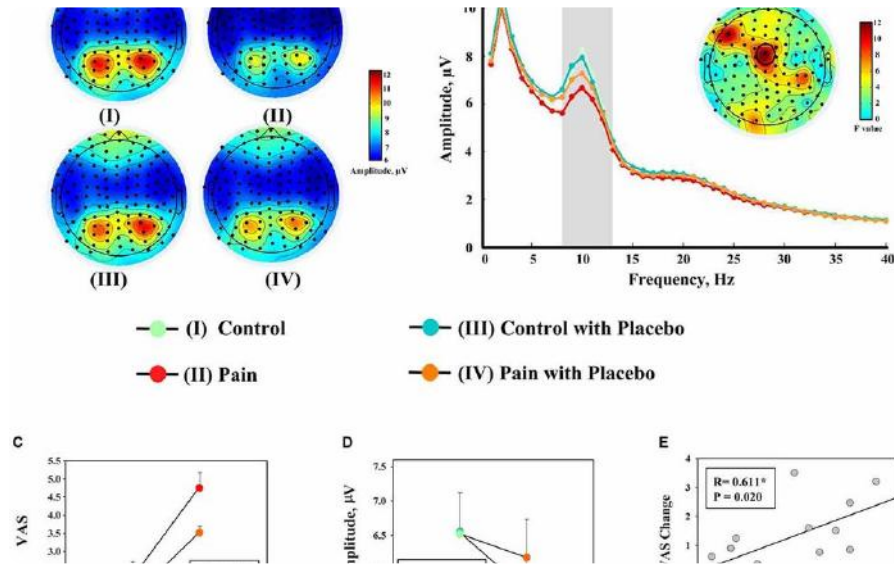 (I)
(II)
12
11
10
9
8
7
6
Amplitude, µV
(III)
(IV)
10
8
6
4
2
0
Amplitude, µV
0
5
10
15
20
25
30
35
40
Frequency, Hz
12
10
8
6
4
2
0
F value
(I) Control
(III) Control with Placebo
(II) Pain
(IV) Pain with Placebo
C
5.5
5.0
4.5
4.0
3.5
3.0
VAS
D
7.5
7.0
6.5
E
4
3
2
1
VAS Change
R= 0.611*
P = 0.020